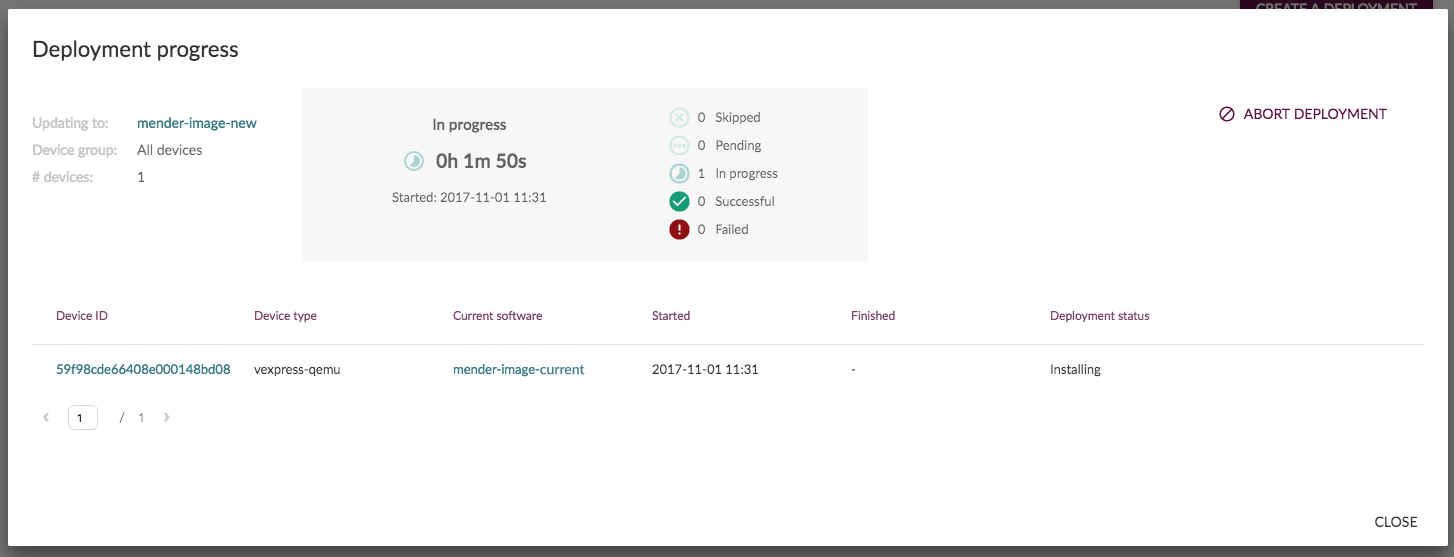 CREATE A DEPLOYMENT
Deployment progress
Updating to: mender-image-new
Device group: All devices
# devices: 1
In progress
0h 1m 50s
Started: 2017-11-01 11:31
0 Skipped
0 Pending
1 In progress
0 Successful
0 Failed
ABORT DEPLOYMENT
Device ID Device type Current software Started Finished Deployment status
59f98cde66408e000148bd08 vexpress-qemu mender-image-current 2017-11-01 11:31 - Installing
‹ 1 / 1 ›
CLOSE